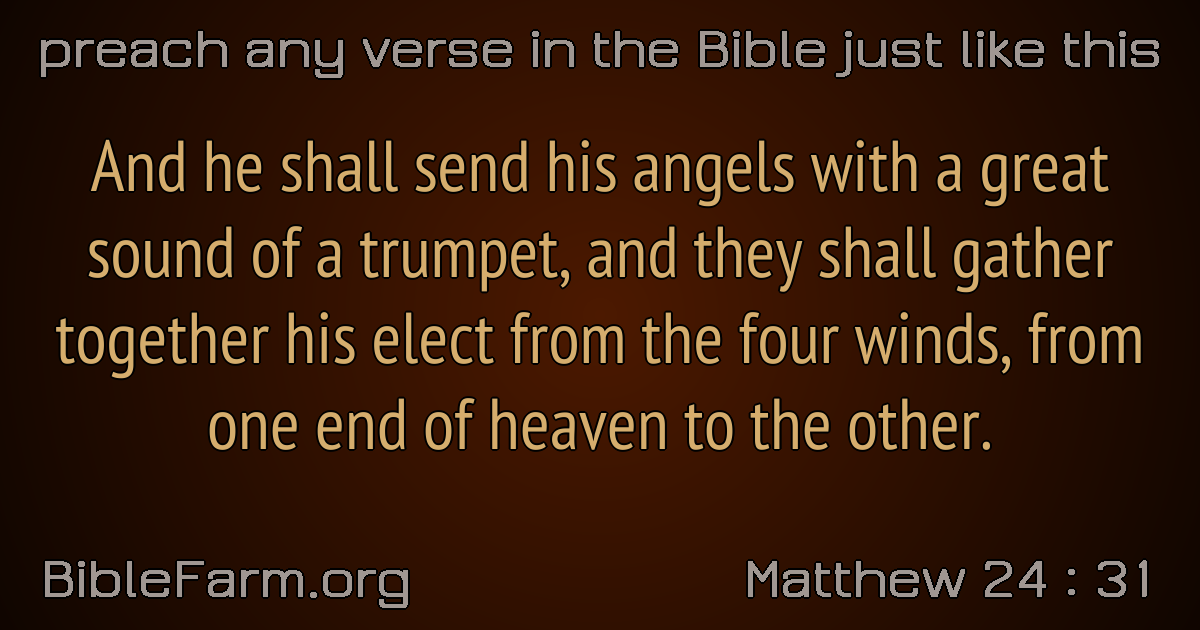 preach any verse in the Bible just like this
And he shall send his angels with a great
sound of a trumpet, and they shall gather
together his elect from the four winds, from
one end of heaven to the other.
BibleFarm.org
Matthew 24 : 31